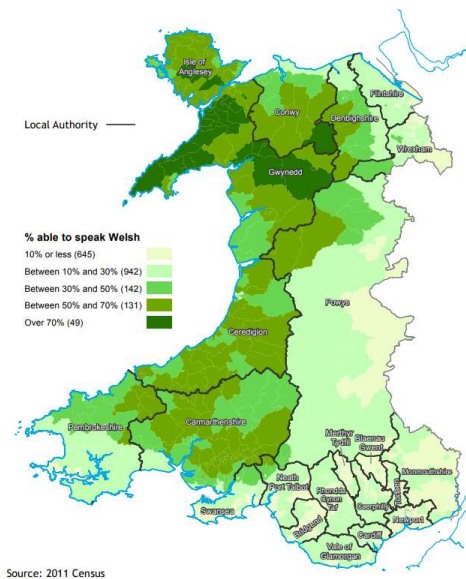 Isle of
Anglesey
Flintshire
Conwy
Denbighshire
Local Authority
Wrexham
Gwynedd
% able to speak Welsh
10% or less (645)
Between 10% and 30% (942)
Between 30% and 50% (142)
Between 50% and 70% (131)
Over 70% (49)
Powys
Ceredigion
Pembrokeshire
Carmarthenshire
Merthyr
Tydfil
Blaenau
Gwent
Monmouthshire
Neath
Port Talbot
Rhondda
Cynon
Taf
Torfaen
Caerphilly
Swansea
Bridgend
Newport
Cardiff
Vale of
Glamorgan
Source: 2011 Census